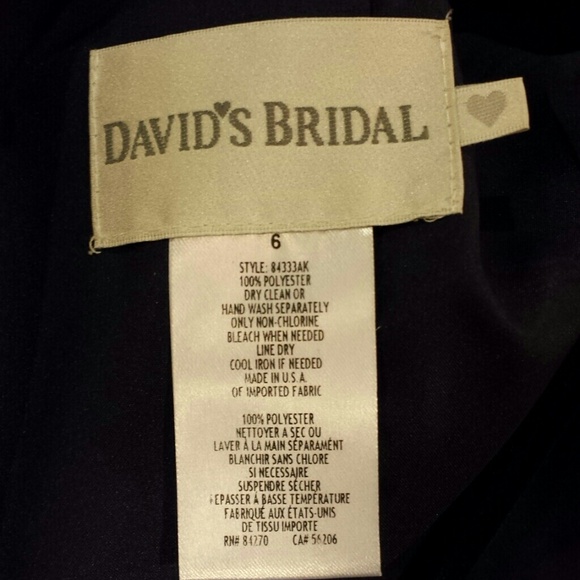 DAVID'S BRIDAL
6
STYLE: 84333AK
100% POLYESTER
DRY CLEAN OR
HAND WASH SEPARATELY
ONLY NON-CHLORINE
BLEACH WHEN NEEDED
LINE DRY
COOL IRON IF NEEDED
MADE IN U.S.A.
OF IMPORTED FABRIC
100% POLYESTER
NETTOYER A SEC OU
LAVER À LA MAIN SÉPARAMENT
BLANCHIR SANS CHLORE
SI NECESSAIRE
SUSPENDRE SÉCHER
REPASSER À BASSE TEMPÉRATURE
FABRIQUÉ AUX ÉTATS-UNIS
DE TISSU IMPORTE
RN# 84270 CA# 56206